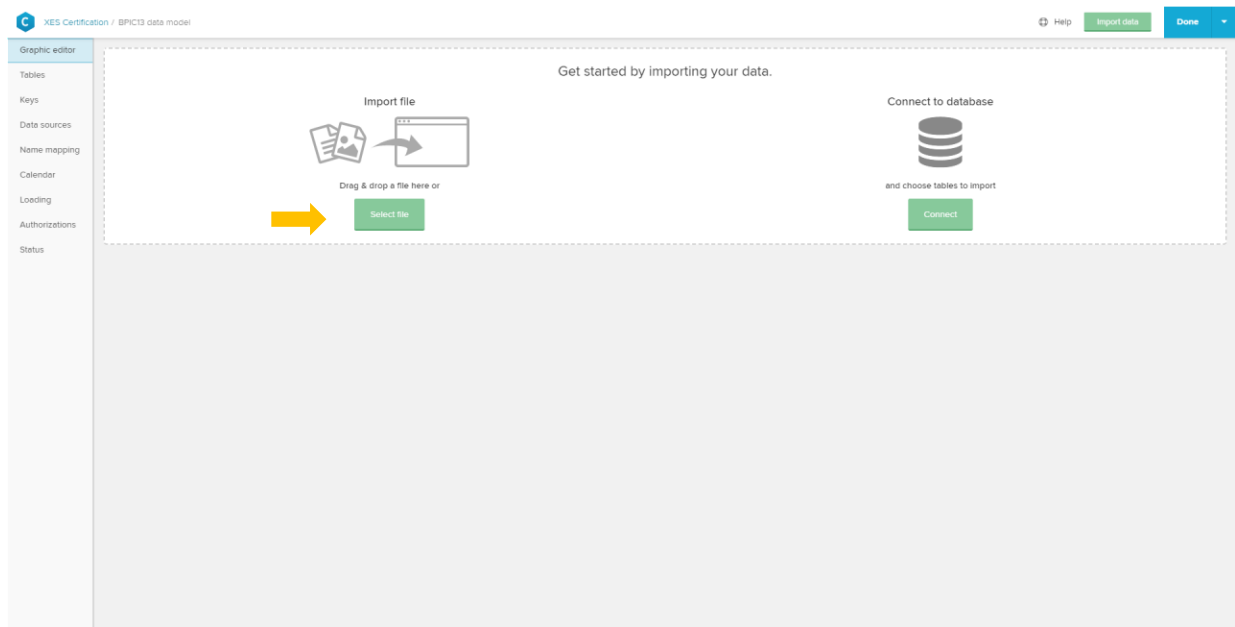 C XES Certification / BPIC13 data model
Help
Import data
Done
Graphic editor
Tables
Keys
Data sources
Name mapping
Calendar
Loading
Authorizations
Status
Get started by importing your data.
Import file
Drag & drop a file here or
Select file
Connect to database
and choose tables to import
Connect